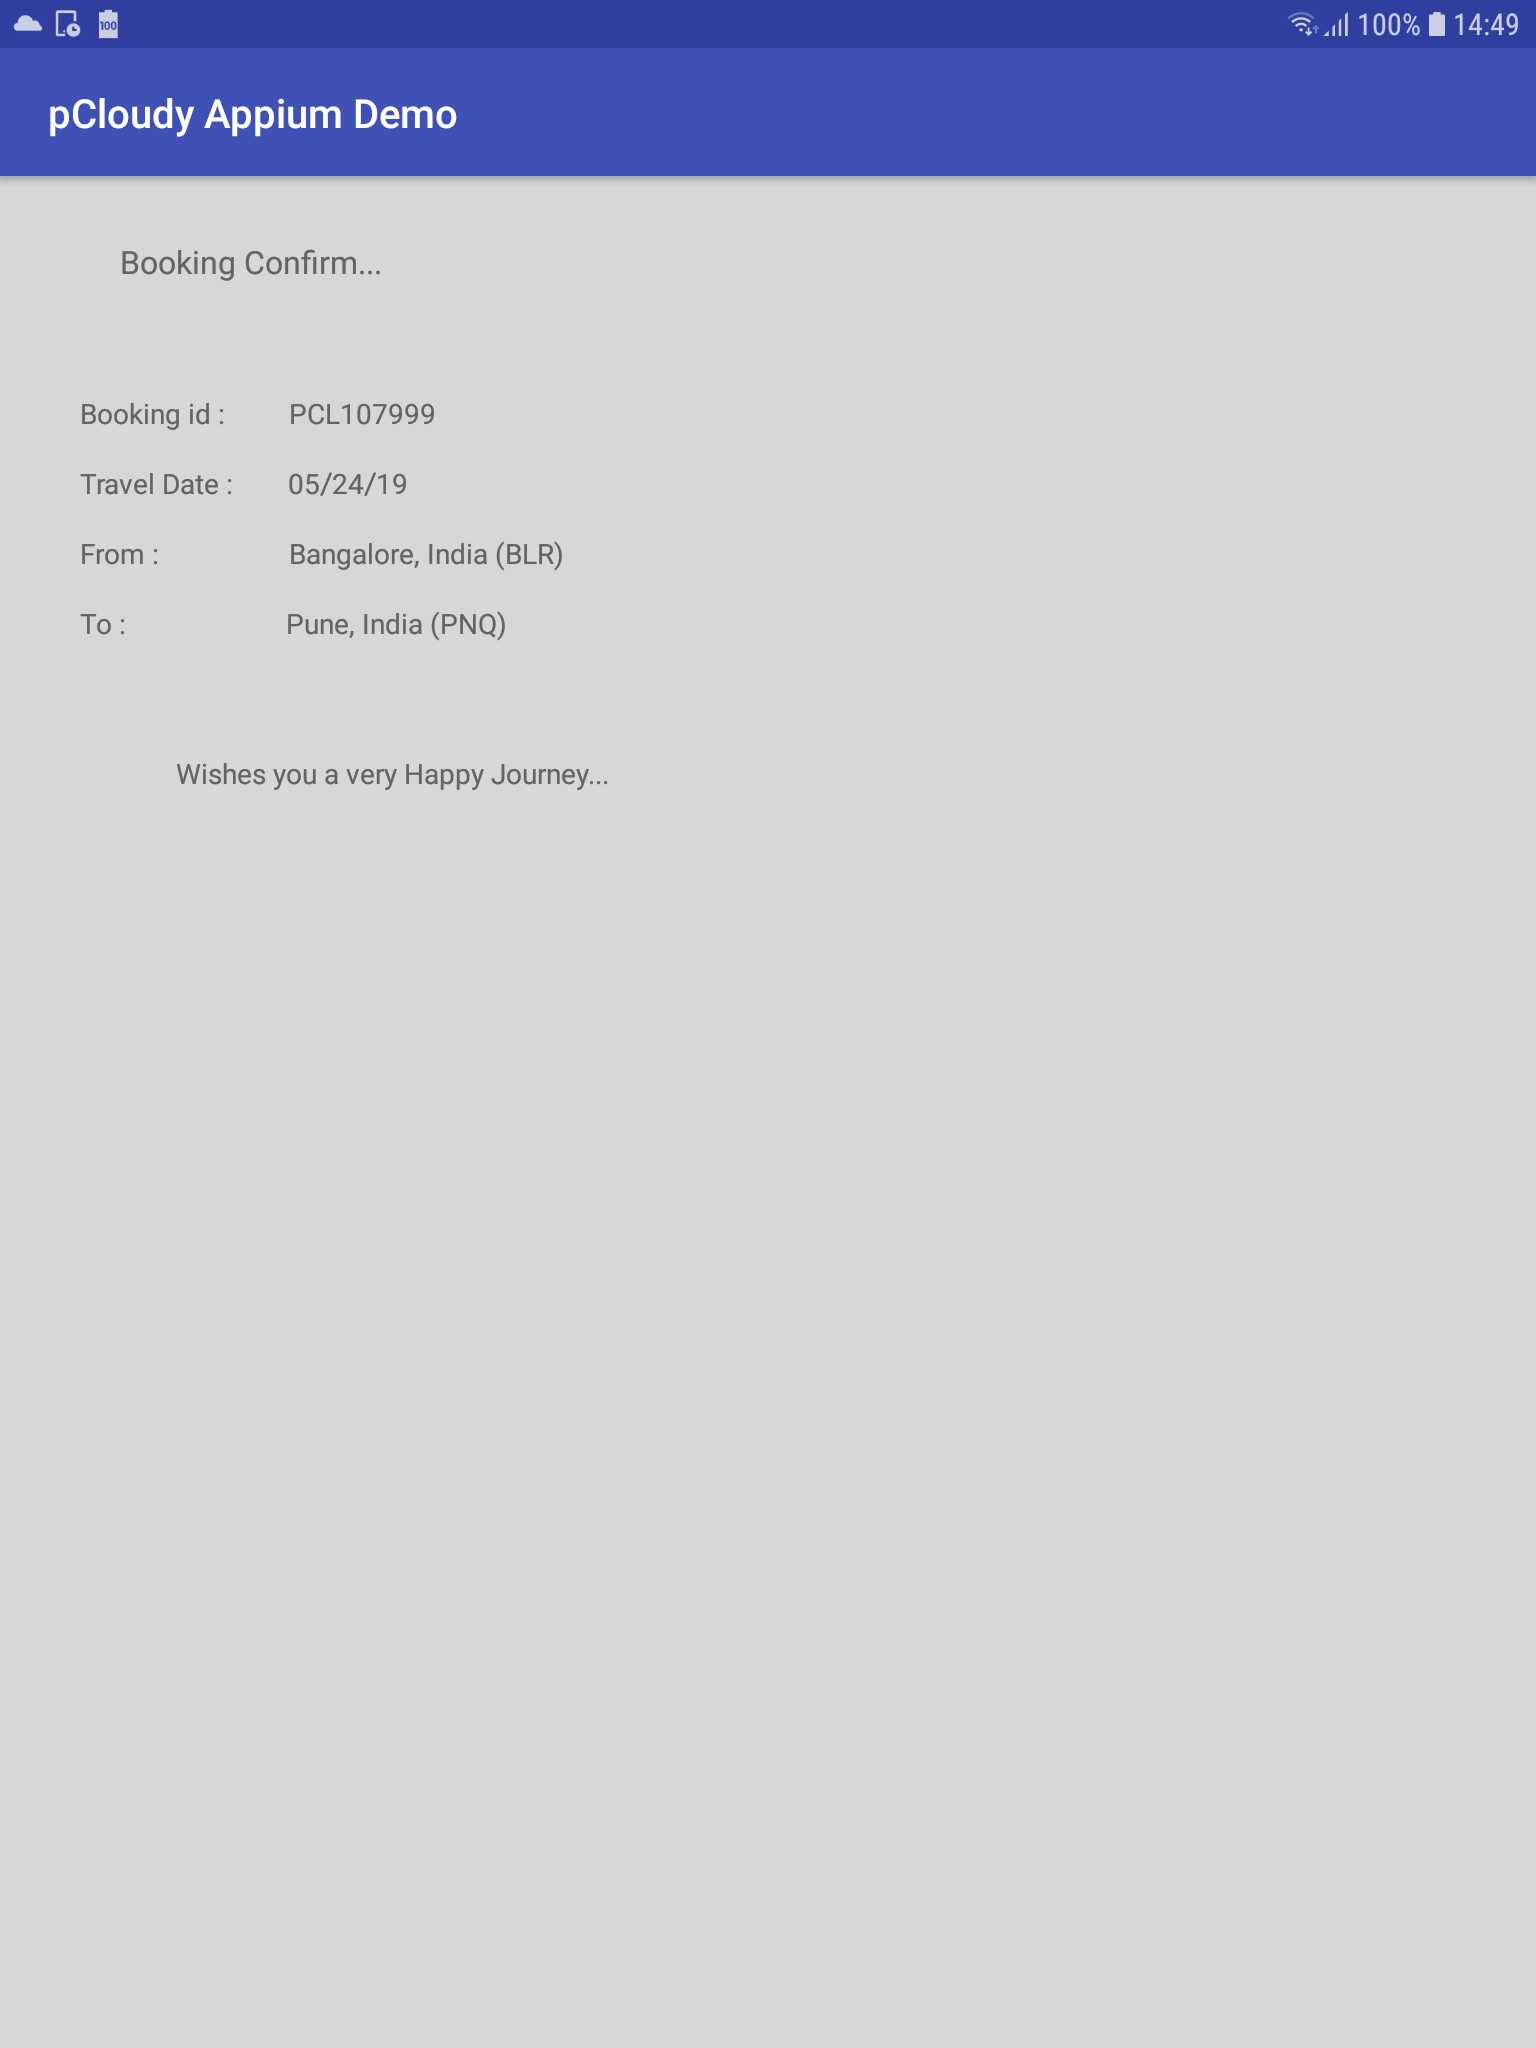 100
100% 14:49
pCloudy Appium Demo
Booking Confirm...
Booking id : PCL107999
Travel Date : 05/24/19
From : Bangalore, India (BLR)
To : Pune, India (PNQ)
Wishes you a very Happy Journey...